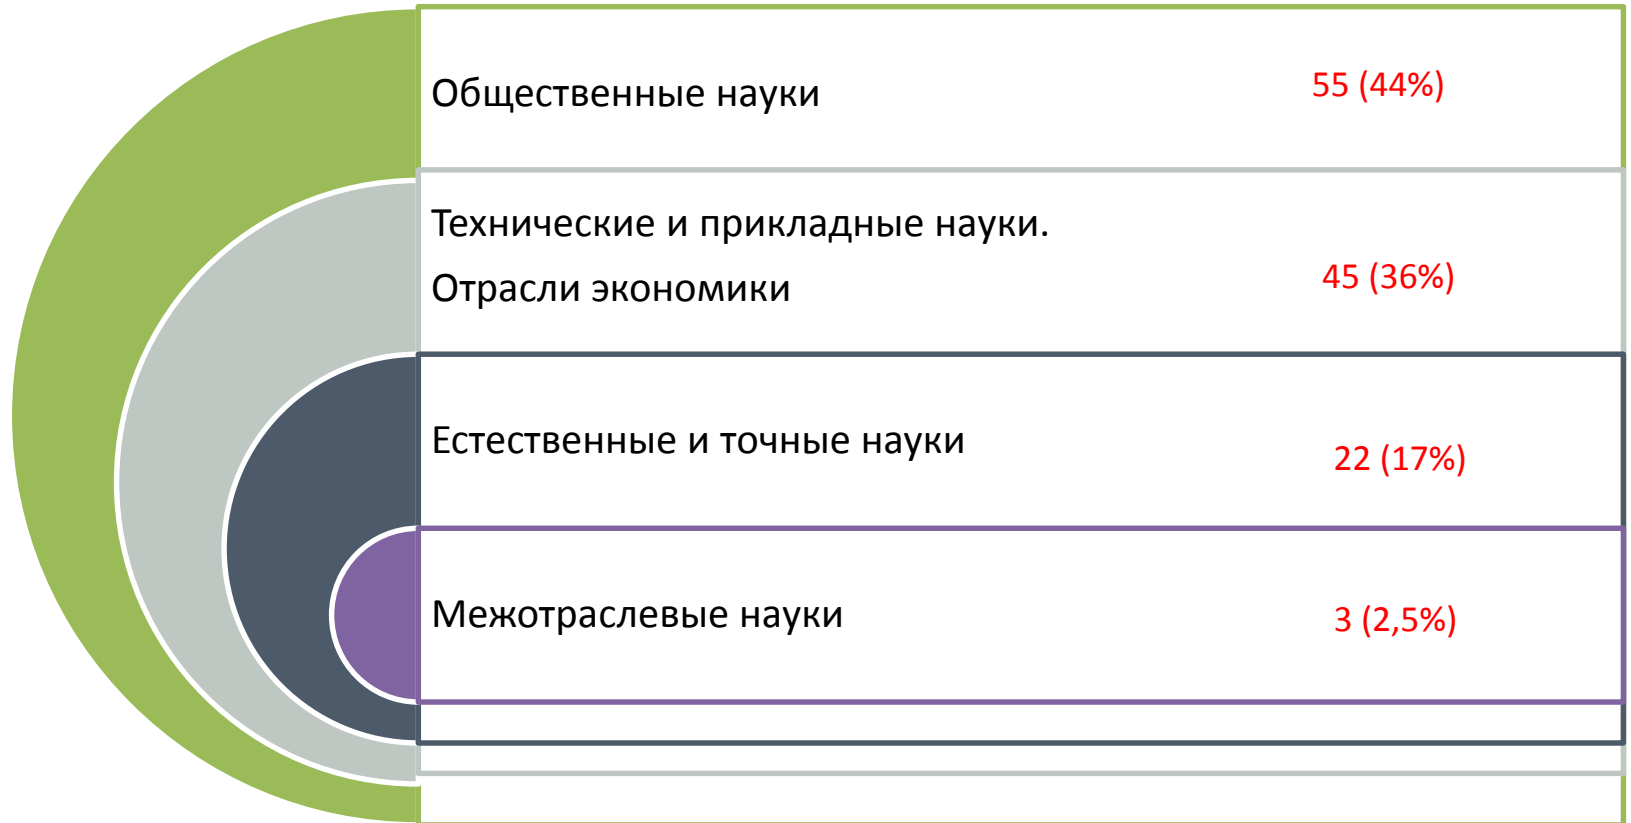 Общественные науки
55 (44%)
Технические и прикладные науки.
Отрасли экономики
45 (36%)
Естественные и точные науки
22 (17%)
Межотраслевые науки
3 (2,5%)